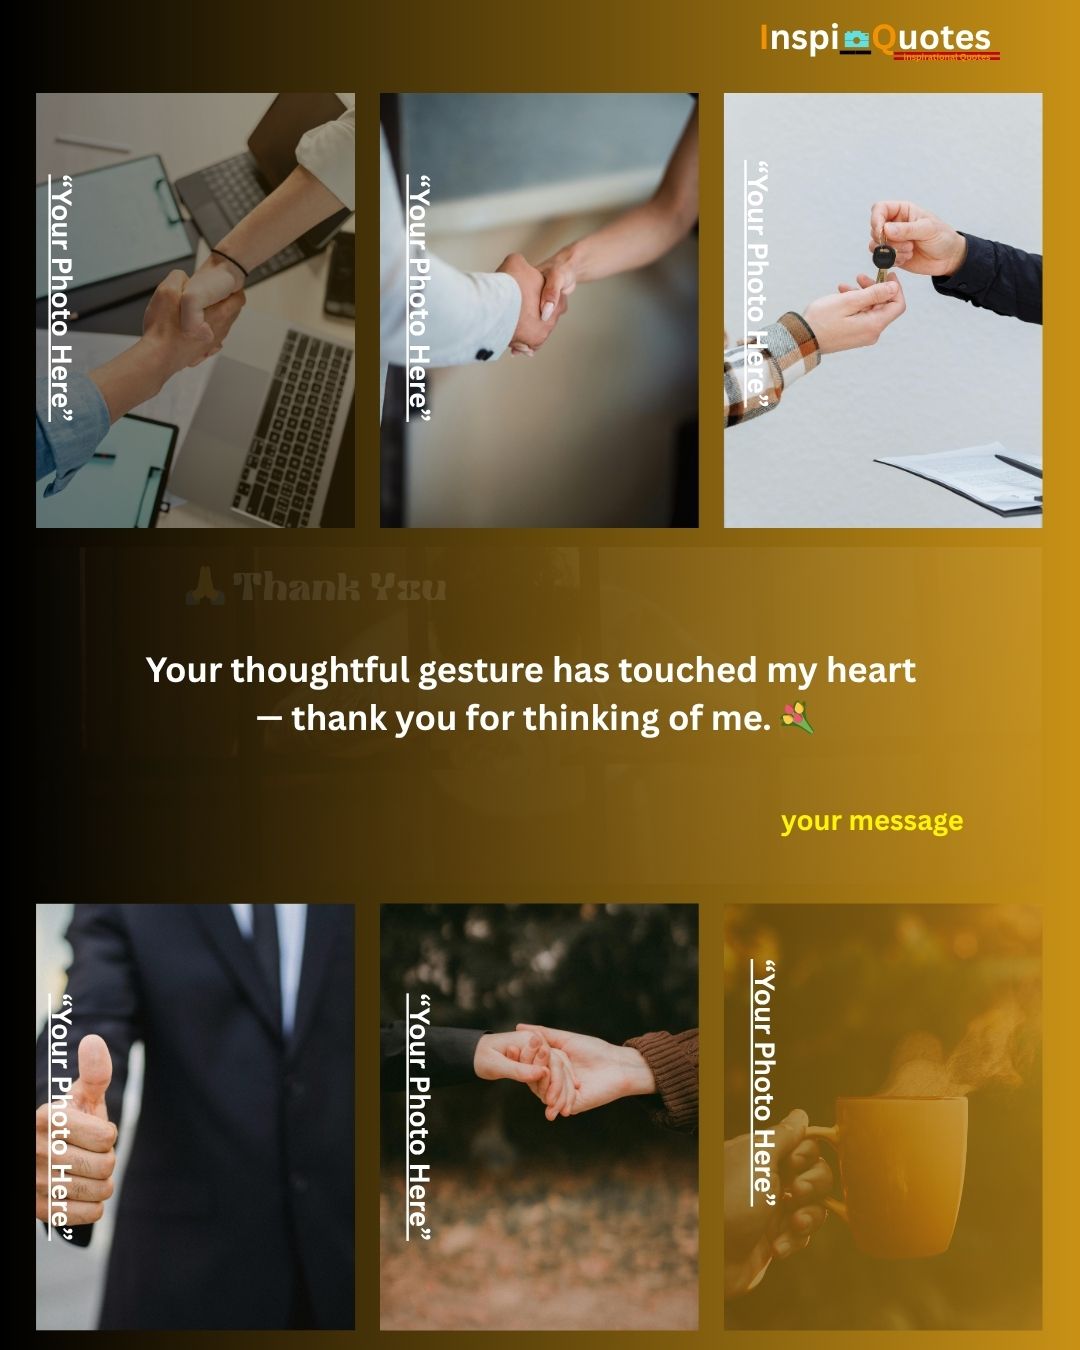 InspiQuotes
Inspirational Quotes
“Your Photo Here”
“Your Photo Here”
“Your Photo Here”
🙏 Thank You
Your thoughtful gesture has touched my heart
— thank you for thinking of me. 💐
your message
“Your Photo Here”
“Your Photo Here”
“Your Photo Here”